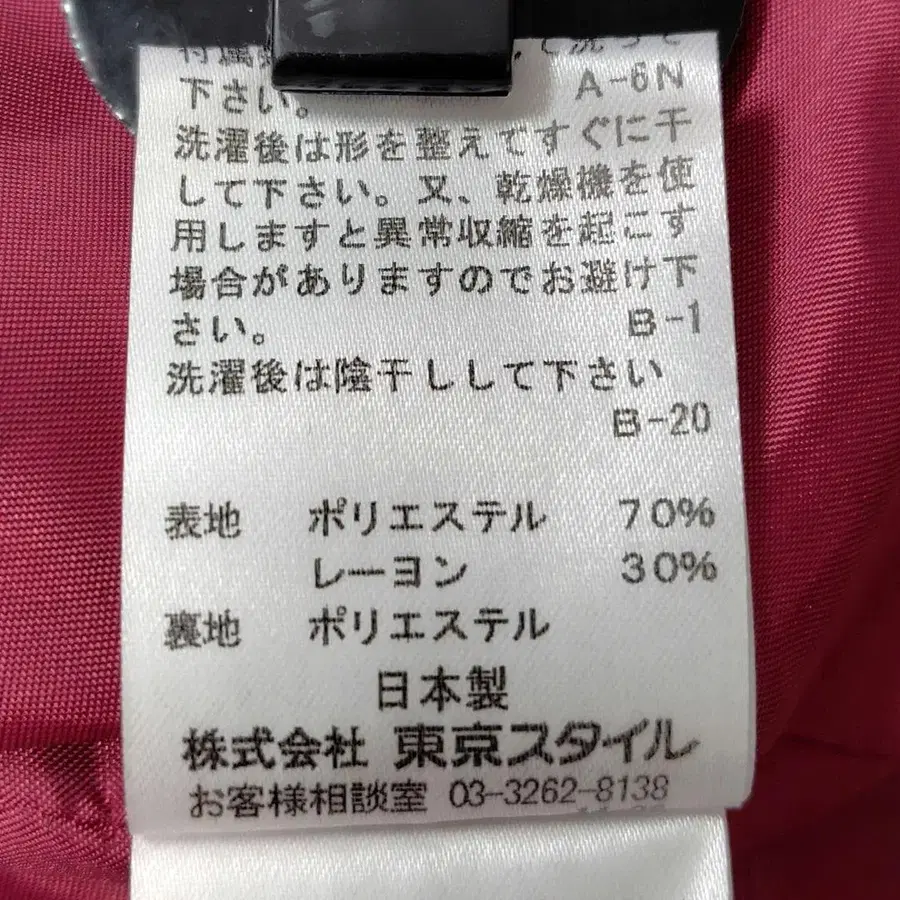 て洗って
下さい。 A-6N
洗濯後は形を整えてすぐに干
して下さい。又、乾燥機を使
用しますと異常収縮を起こす
場合がありますのでお避け下
さい。 B-1
洗濯後は陰干しして下さい
B-20
表地 ポリエステル 70%
レーヨン 30%
裏地 ポリエステル
日本製
株式会社 東京スタイル
お客様相談室 03-3262-8138